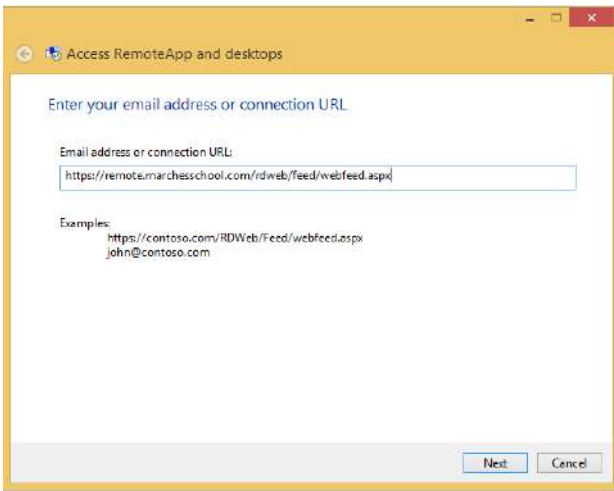 Access RemoteApp and desktops
Enter your email address or connection URL
Email address or connection URL:
https://remote.marchesschool.com/rdweb/feed/webfeed.aspx
Examples:
https://contoso.com/RDWeb/Feed/webfeed.aspx
john@contoso.com
Next Cancel